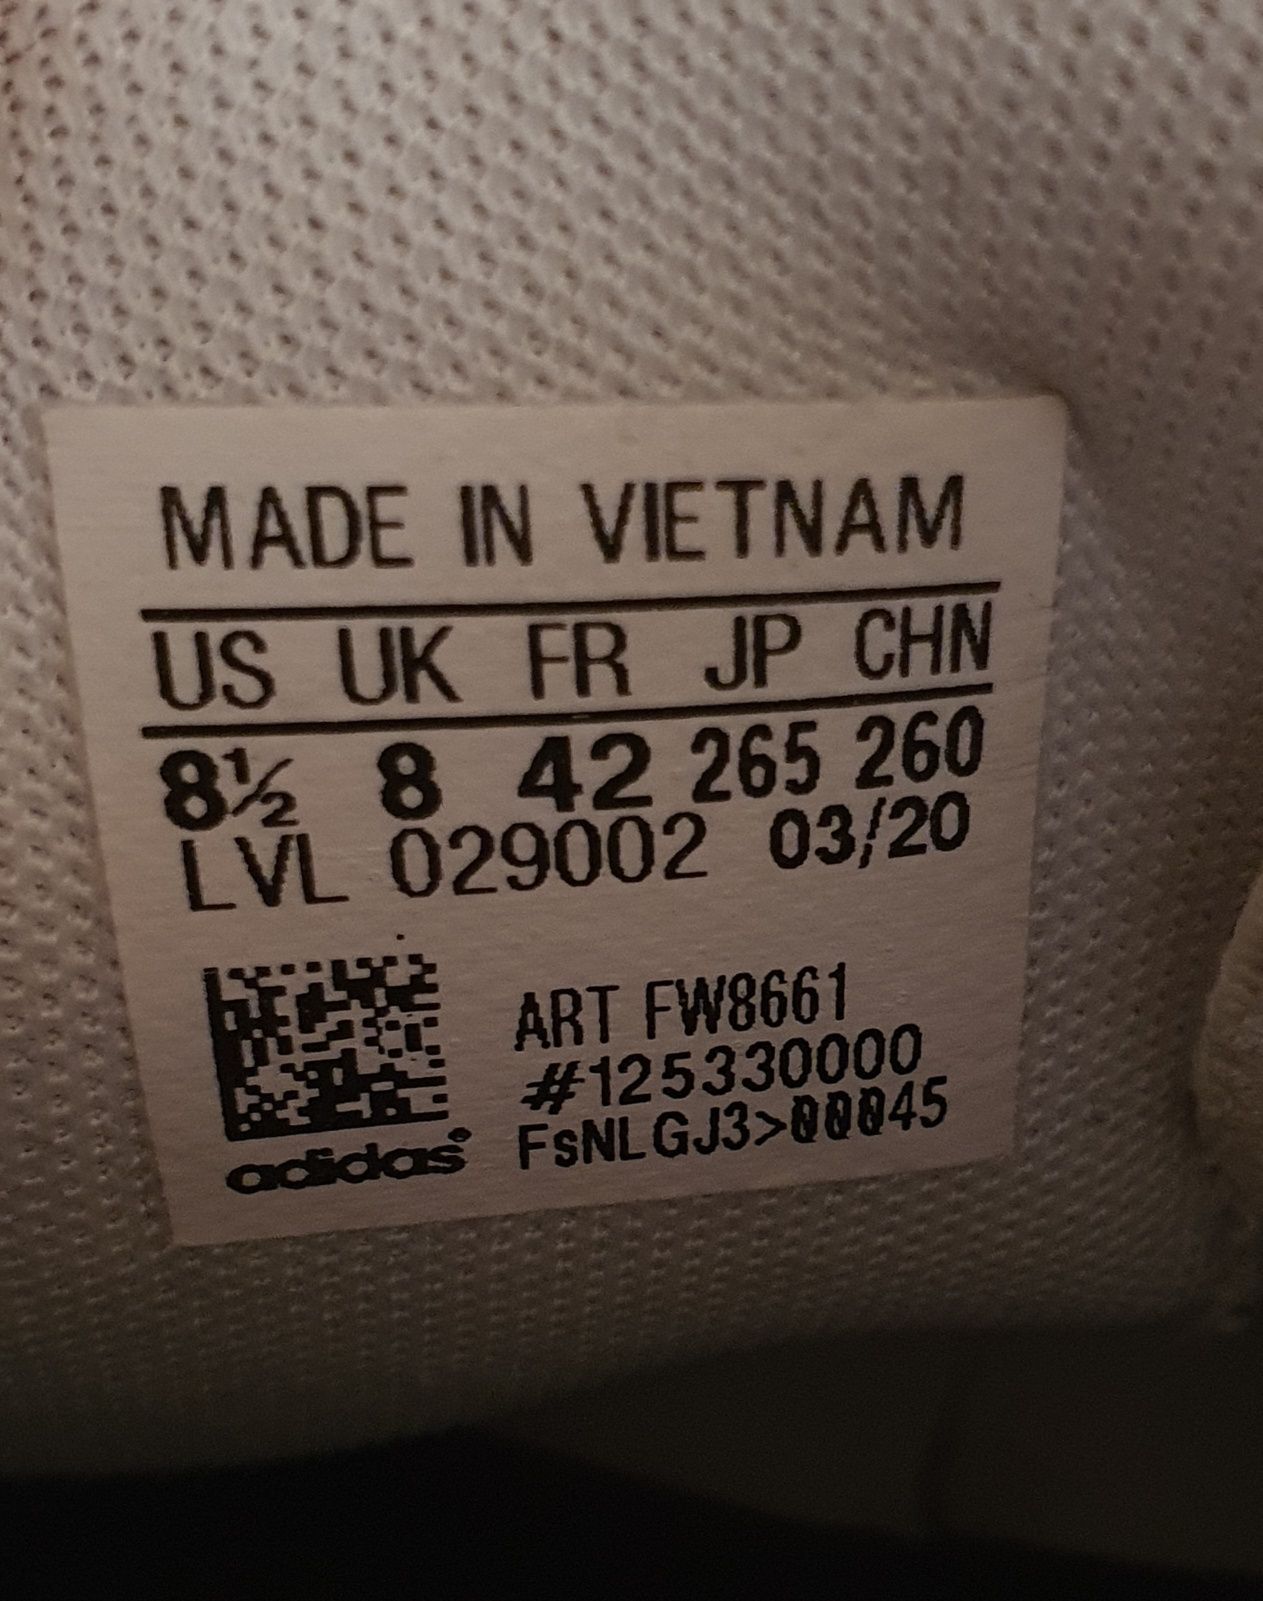 MADE IN VIETNAM
US UK FR JP CHN
8½ 8 42 265 260
LVL 029002 03/20
ART FW8661
#125330000
FsNLGJ3>00045
adidas®